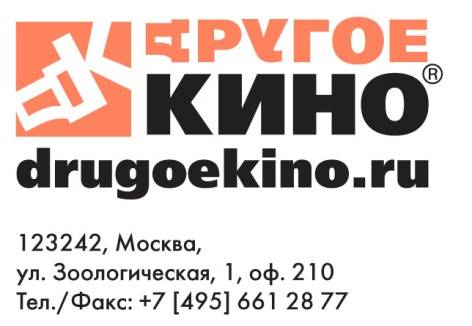 ДРУГОЕ
КИНО®
drugoekino.ru
123242, Москва,
ул. Зоологическая, 1, оф. 210
Тел./Факс: +7 [495] 661 28 77